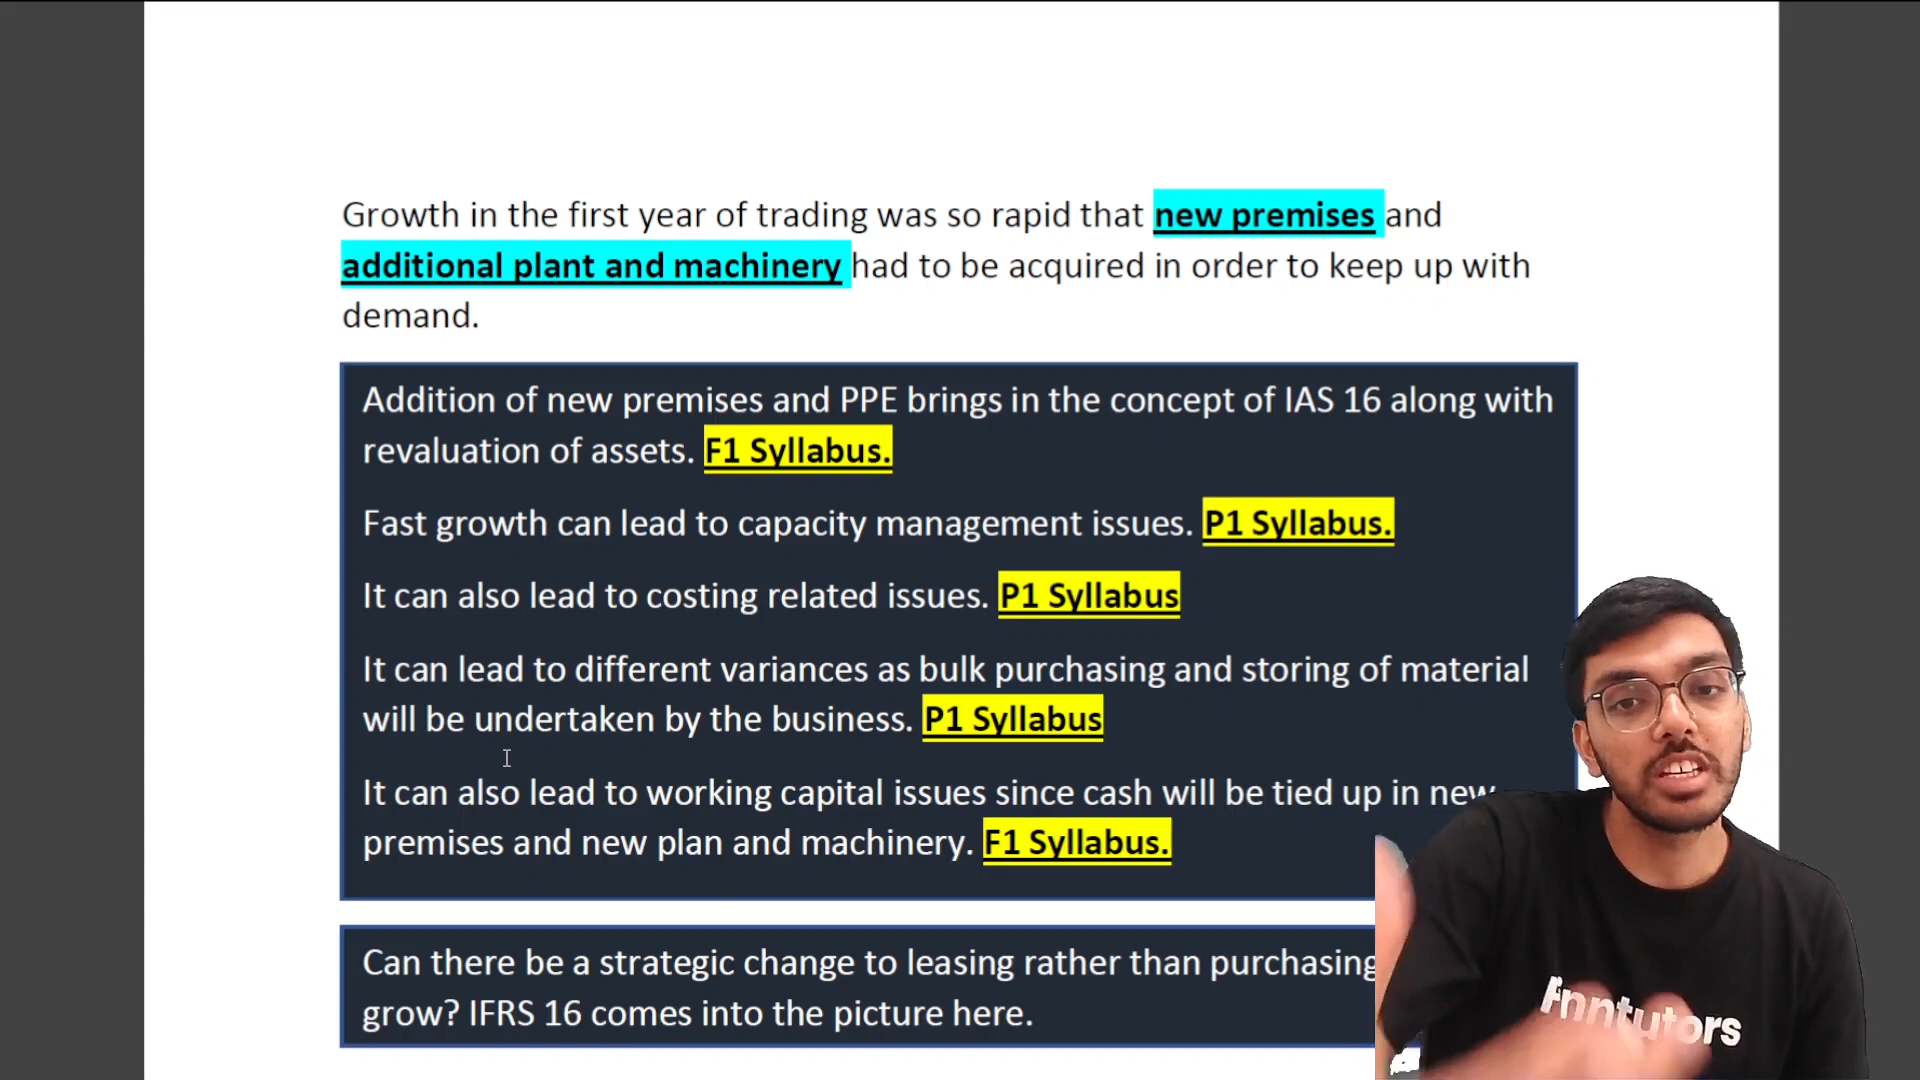 Growth in the first year of trading was so rapid that new premises and
additional plant and machinery had to be acquired in order to keep up with
demand.
Addition of new premises and PPE brings in the concept of IAS 16 along with
revaluation of assets. F1 Syllabus.
Fast growth can lead to capacity management issues. P1 Syllabus.
It can also lead to costing related issues. P1 Syllabus
It can lead to different variances as bulk purchasing and storing of material
will be undertaken by the business. P1 Syllabus
It can also lead to working capital issues since cash will be tied up in new
premises and new plan and machinery. F1 Syllabus.
Can there be a strategic change to leasing rather than purchasing
grow? IFRS 16 comes into the picture here.